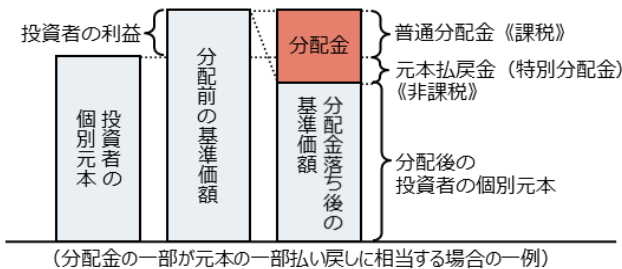 投資者の利益
投資者の
個別元本
分配前の基準価額
分配金
分配金落ち後の
基準価額
普通分配金《課税》
元本払戻金（特別分配金）
《非課税》
分配後の
投資者の個別元本
（分配金の一部が元本の一部払い戻しに相当する場合の一例）